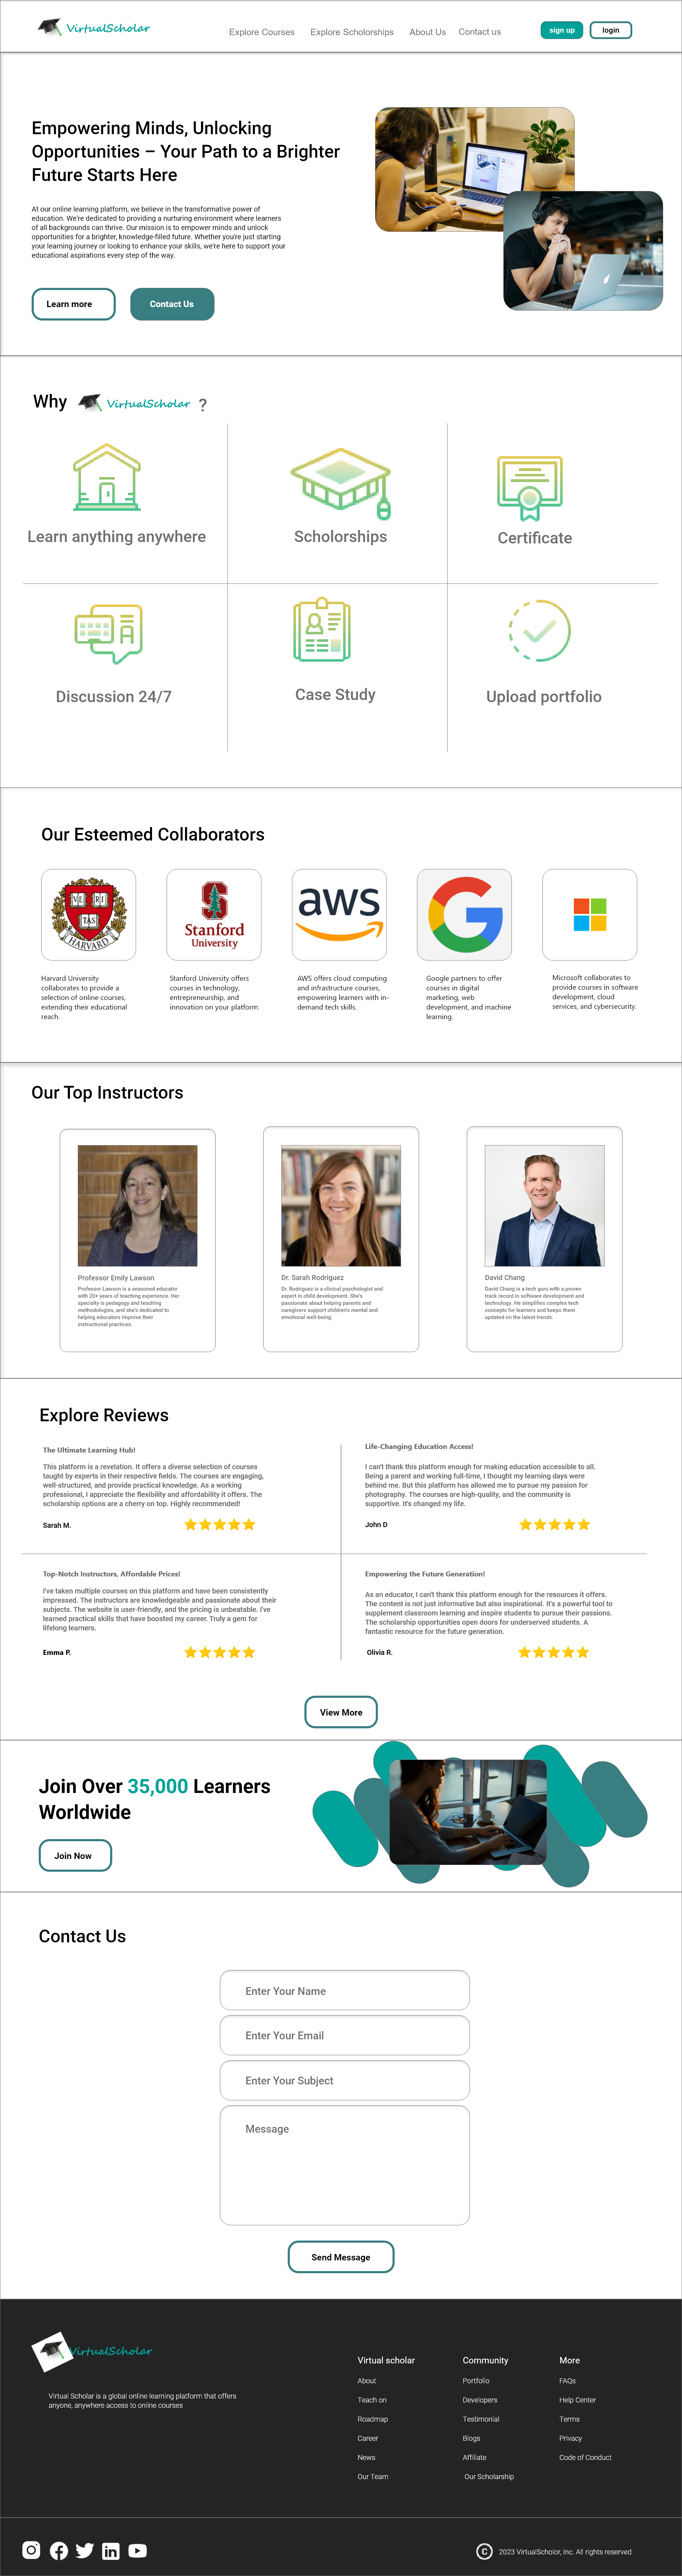 VirtualScholar
Explore Courses
Explore Scholorships
About Us
Contact us
sign up
login
Empowering Minds, Unlocking
Opportunities – Your Path to a Brighter
Future Starts Here
At our online learning platform, we believe in the transformative power of
education. We're dedicated to providing a nurturing environment where learners
of all backgrounds can thrive. Our mission is to empower minds and unlock
opportunities for a brighter, knowledge-filled future. Whether you're just starting
your learning journey or looking to enhance your skills, we're here to support your
educational aspirations every step of the way.
Learn more
Contact Us
Why VirtualScholar ?
Learn anything anywhere
Scholorships
Certificate
Discussion 24/7
Case Study
Upload portfolio
Our Esteemed Collaborators
VE RI
TAS
HARVARD
Stanford
University
aws
Harvard University
collaborates to provide a
selection of online courses,
extending their educational
reach.
Stanford University offers
courses in technology,
entrepreneurship, and
innovation on your platform.
AWS offers cloud computing
and infrastructure courses,
empowering learners with in-
demand tech skills.
Google partners to offer
courses in digital
marketing, web
development, and machine
learning.
Microsoft collaborates to
provide courses in software
development, cloud
services, and cybersecurity.
Our Top Instructors
Professor Emily Lawson
Professor Lawson is a seasoned educator
with 20+ years of teaching experience. Her
specialty is pedagogy and teaching
methodologies, and she's dedicated to
helping educators improve their
instructional practices.
Dr. Sarah Rodriguez
Dr. Rodriguez is a clinical psychologist and
expert in child development. She's
passionate about helping parents and
caregivers support children's mental and
emotional well-being.
David Chang
David Chang is a tech guru with a proven
track record in software development and
technology. He simplifies complex tech
concepts for learners and keeps them
updated on the latest trends.
Explore Reviews
The Ultimate Learning Hub!
This platform is a revelation. It offers a diverse selection of courses
taught by experts in their respective fields. The courses are engaging,
well-structured, and provide practical knowledge. As a working
professional, I appreciate the flexibility and affordability it offers. The
scholarship options are a cherry on top. Highly recommended!
Sarah M.
Life-Changing Education Access!
I can't thank this platform enough for making education accessible to all.
Being a parent and working full-time, I thought my learning days were
behind me. But this platform has allowed me to pursue my passion for
photography. The courses are high-quality, and the community is
supportive. It's changed my life.
John D
Top-Notch Instructors, Affordable Prices!
I've taken multiple courses on this platform and have been consistently
impressed. The instructors are knowledgeable and passionate about their
subjects. The website is user-friendly, and the pricing is unbeatable. I've
learned practical skills that have boosted my career. Truly a gem for
lifelong learners.
Emma P.
Empowering the Future Generation!
As an educator, I can't thank this platform enough for the resources it offers.
The content is not just informative but also inspirational. It's a powerful tool to
supplement classroom learning and inspire students to pursue their passions.
The scholarship opportunities open doors for underserved students. A
fantastic resource for the future generation.
Olivia R.
View More
Join Over 35,000 Learners
Worldwide
Join Now
Contact Us
Enter Your Name
Enter Your Email
Enter Your Subject
Message
Send Message
VirtualScholar
Virtual Scholar is a global online learning platform that offers
anyone, anywhere access to online courses
Virtual scholar
About
Teach on
Roadmap
Career
News
Our Team
Community
Portfolio
Developers
Testimonial
Blogs
Affiliate
Our Scholarship
More
FAQs
Help Center
Terms
Privacy
Code of Conduct
© 2023 VirtualScholor, Inc. All rights reserved